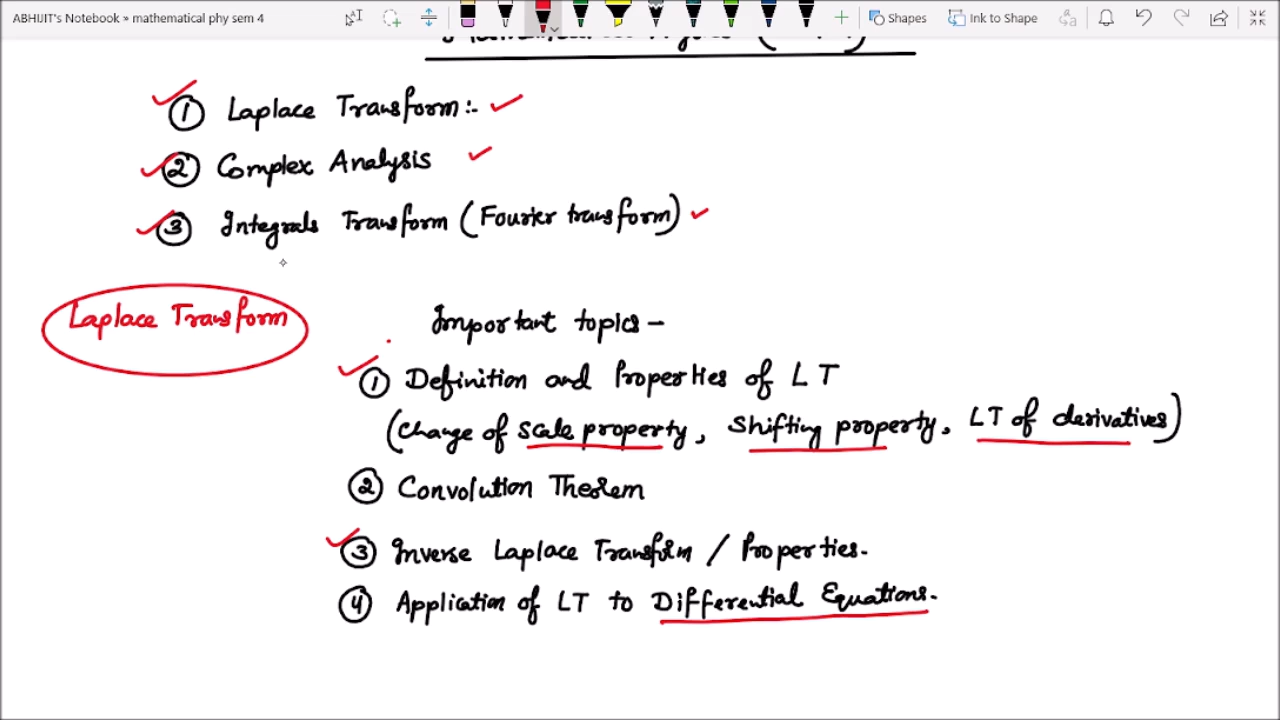 ABHIJIT's Notebook » mathematical phy sem 4
Shapes
Ink to Shape
① Laplace Transform :-
② Complex Analysis
③ Integrals Transform (Fourier transform)
Laplace Transform
Important topics –
① Definition and Properties of LT
(Change of Scale property, Shifting property, LT of derivatives)
② Convolution Theorem
③ Inverse Laplace Transform / Properties.
④ Application of LT to Differential Equations.